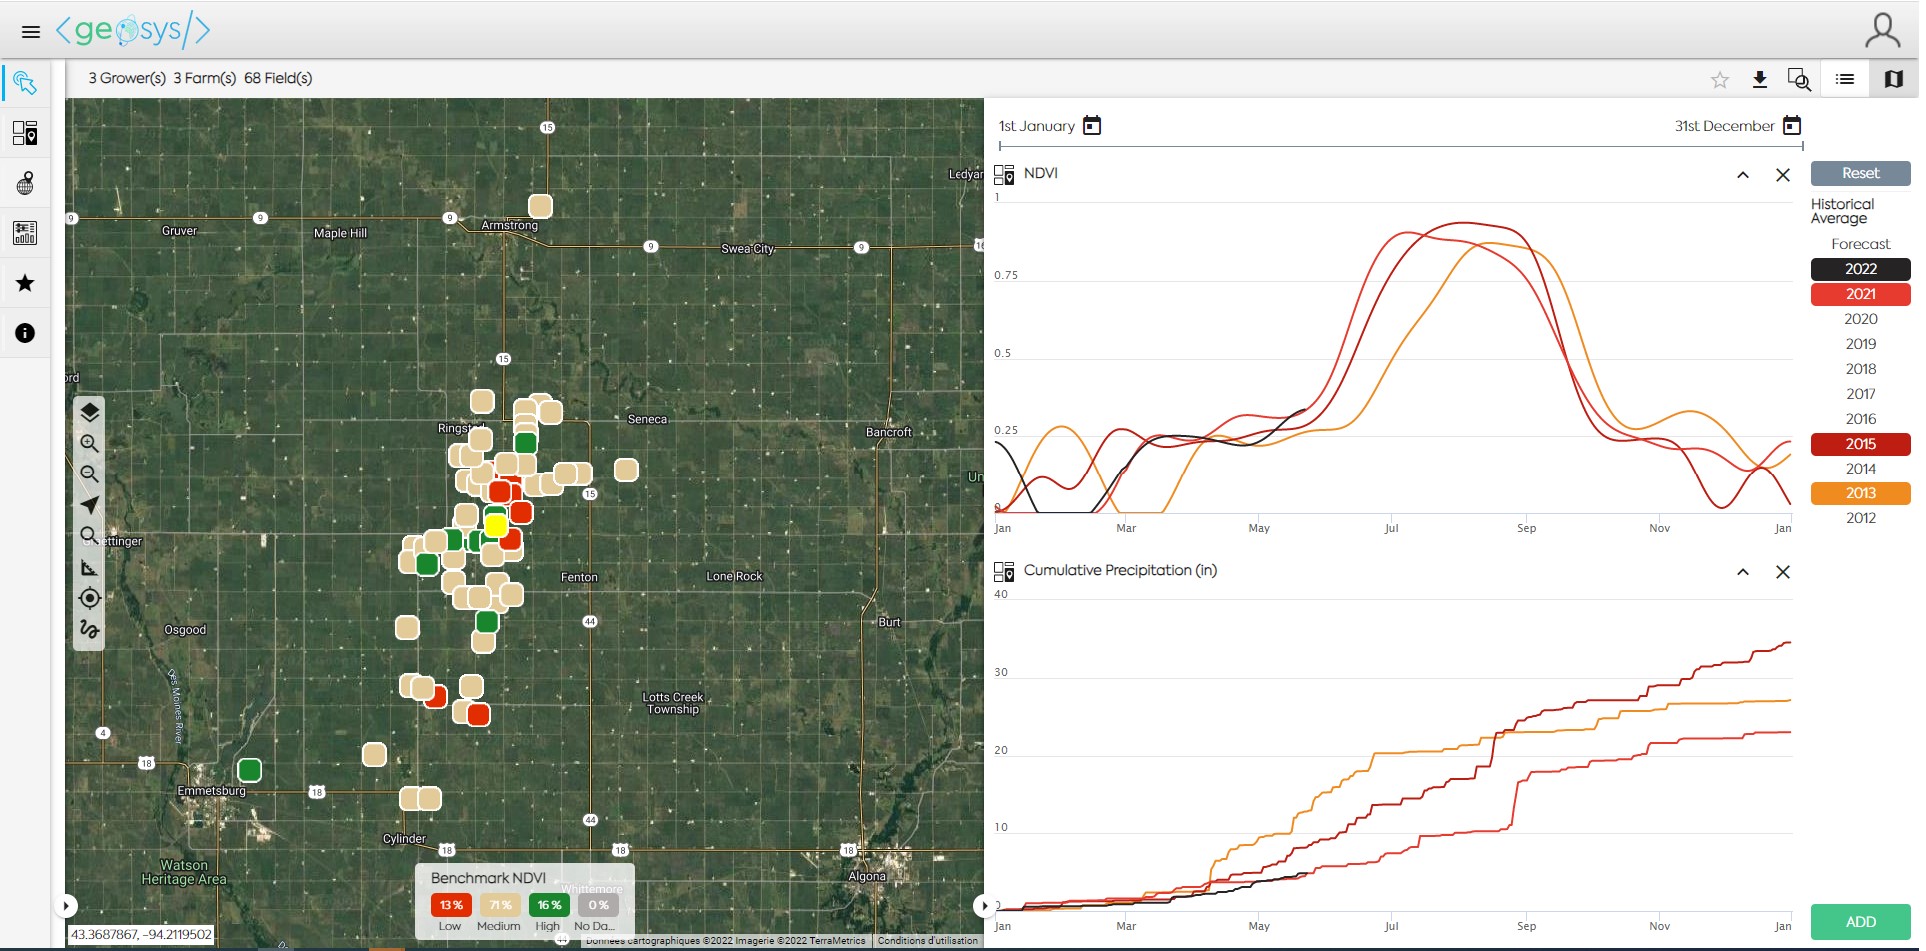 <geosys/>
3 Grower(s) 3 Farm(s) 68 Field(s)
1st January
31st December
NDVI
Reset
Historical
Average
Forecast
2022
2021
2020
2019
2018
2017
2016
2015
2014
2013
2012
1
0.75
0.5
0.25
0
Jan Mar May Jul Sep Nov Jan
Cumulative Precipitation (in)
40
30
20
10
0
Jan Mar May Jul Sep Nov Jan
ADD
15
Ledyar
9 9 9 Armstrong
Gruver Maple Hill
9 Swea City 9 16
15
ord
Seneca
Ringsted
Bancroft
Un
15
Graettinger
Fenton Lone Rock
Osgood 44 Burt
Des Moines River
Lotts Creek
Township
4
18
Emmetsburg 18
44
Cylinder
18 18 18
Watson
Heritage Area
Algona
Whittemore
Benchmark NDVI
13 % 71 % 16 % 0 %
Low Medium High No Da...
43.3687867, -94.2119502
44
Données cartographiques ©2022 Imagerie ©2022 TerraMetrics Conditions d'utilisation